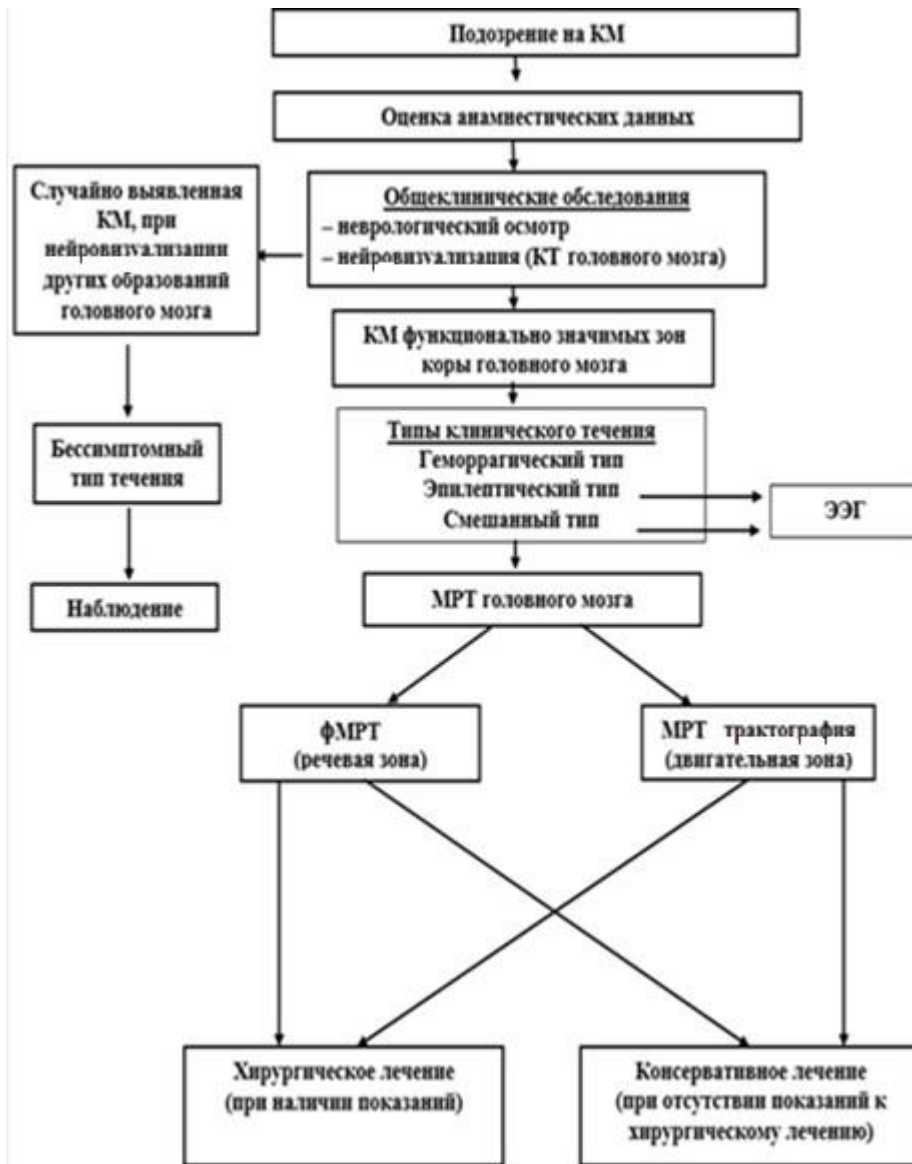 Подозрение на КМ
Оценка анамнестических данных
Случайно выявленная
КМ, при
нейровизуализации
других образований
головного мозга
Общеклинические обследования
– неврологический осмотр
– нейровизуализация (КТ головного мозга)
КМ функционально значимых зон
коры головного мозга
Бессимптомный
тип течения
Типы клинического течения
Геморрагический тип
Эпилептический тип
Смешанный тип
ЭЭГ
Наблюдение
МРТ головного мозга
фМРТ
(речевая зона)
МРТ трактография
(двигательная зона)
Хирургическое лечение
(при наличии показаний)
Консервативное лечение
(при отсутствии показаний к
хирургическому лечению)